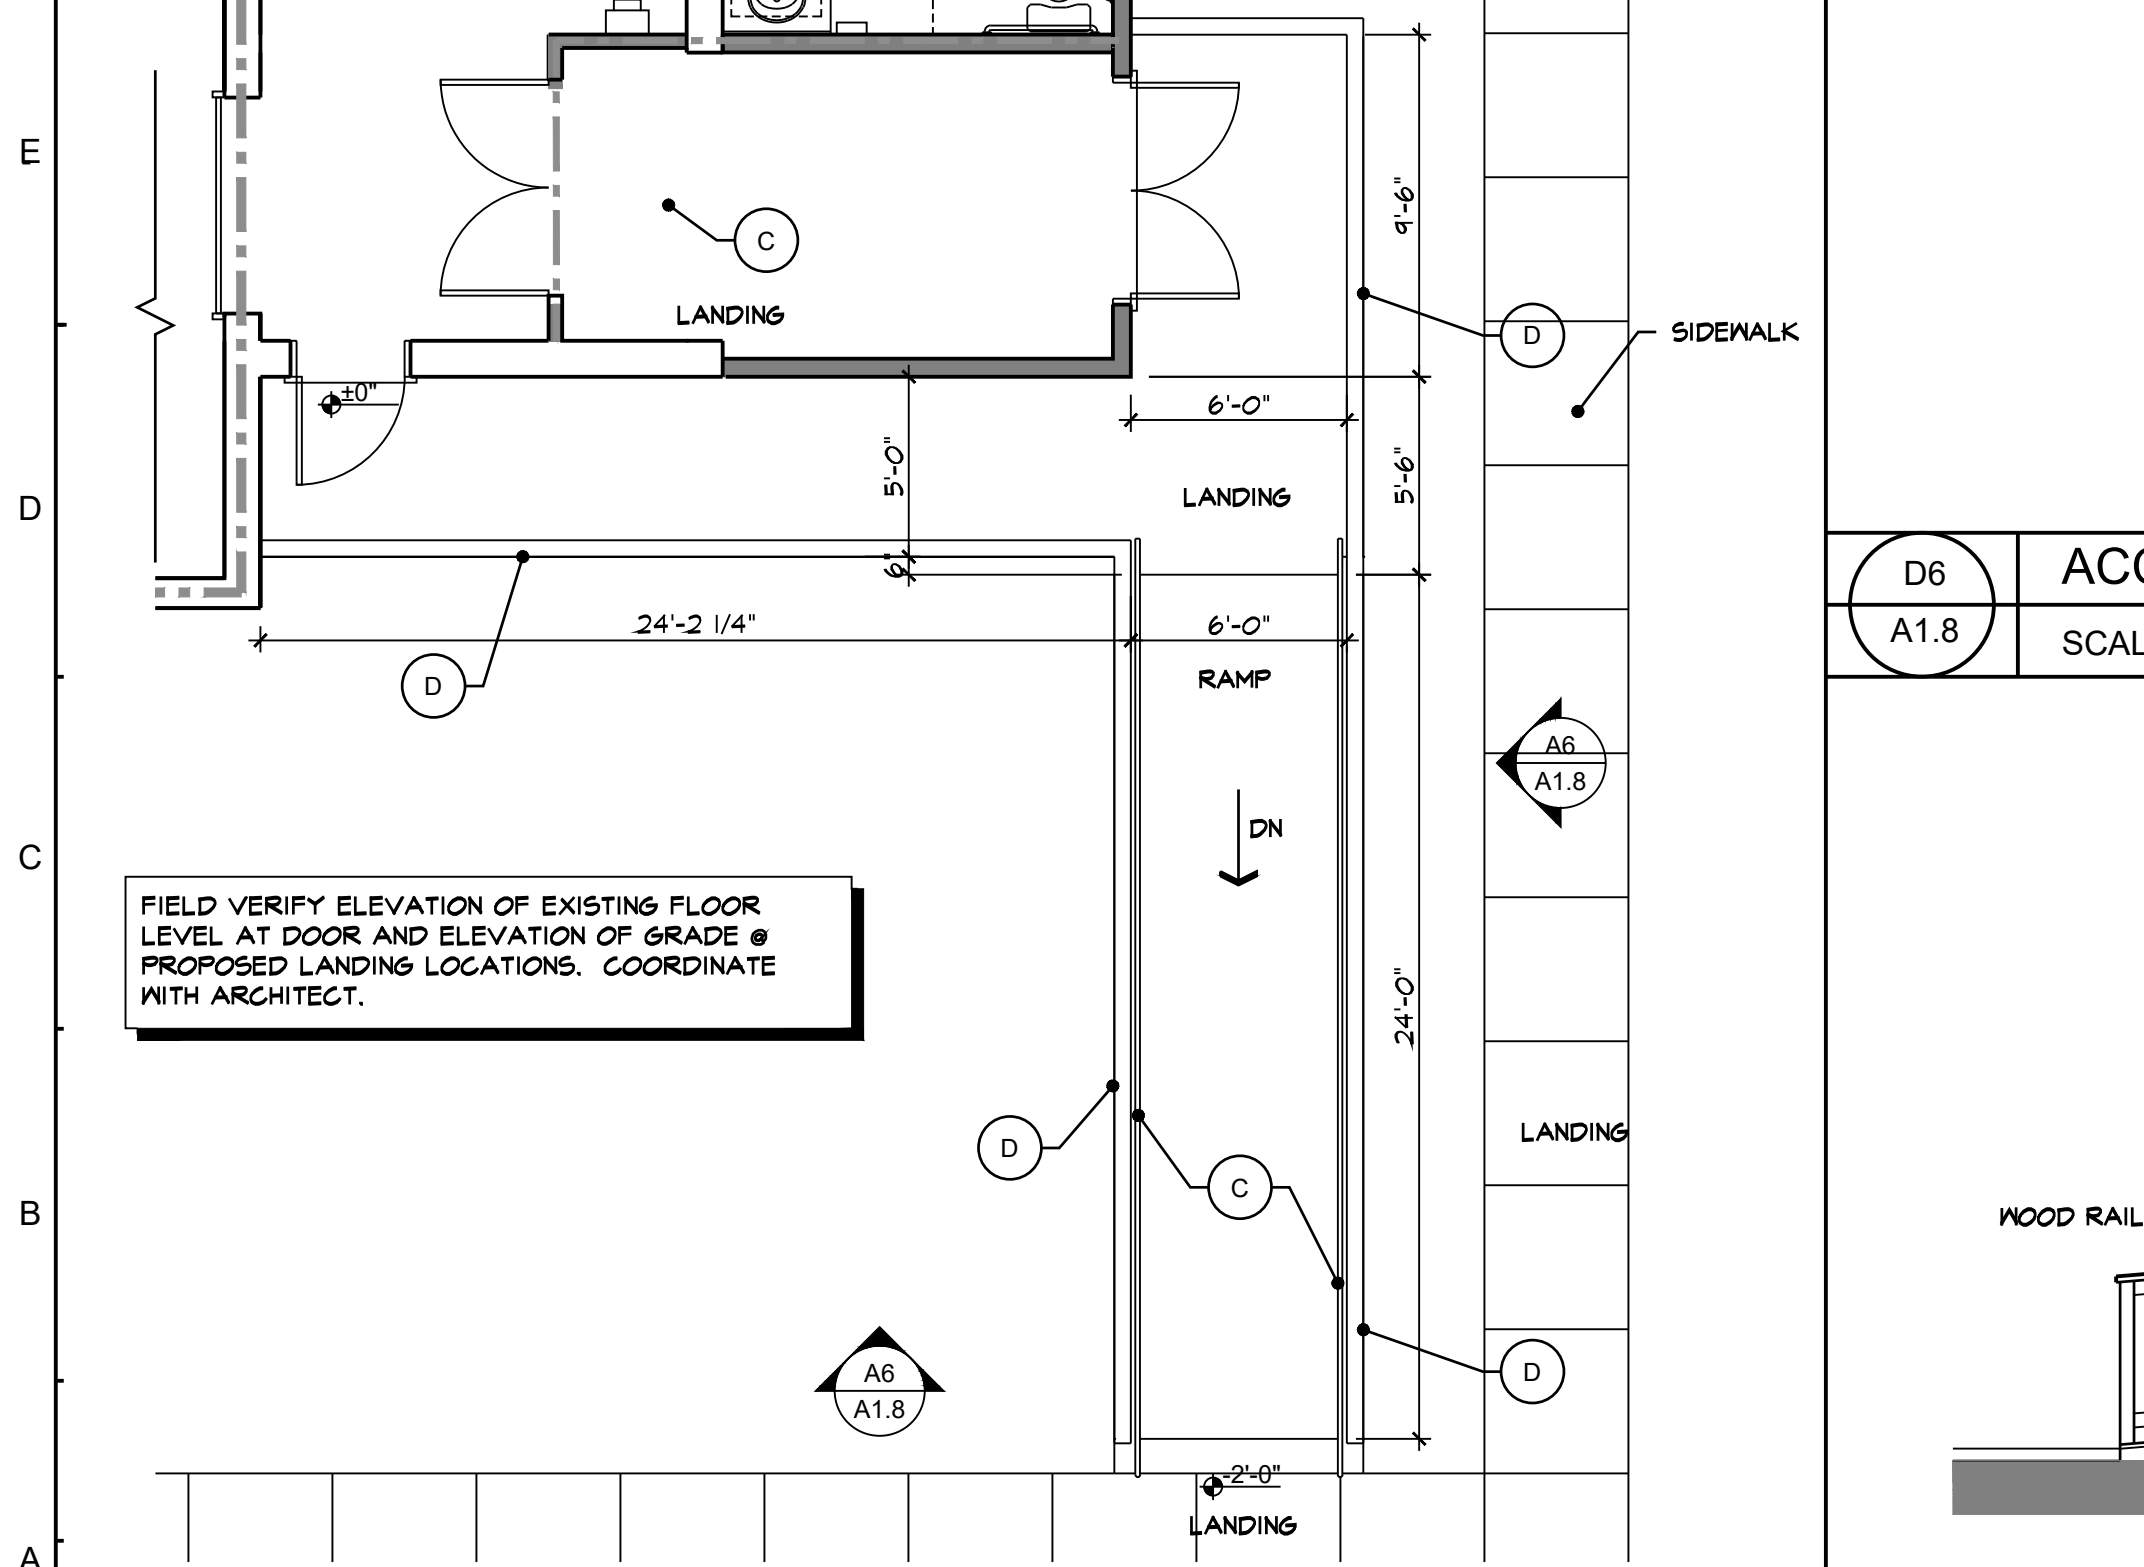 E
9'-6"
C
LANDING
D
SIDEWALK
±0"
6'-0"
5'-0"
5'-6"
D
LANDING
6"
D6
ACC
24'-2 1/4"
6'-0"
A1.8
SCAL
D
RAMP
A6
A1.8
DN
C
FIELD VERIFY ELEVATION OF EXISTING FLOOR
LEVEL AT DOOR AND ELEVATION OF GRADE @
PROPOSED LANDING LOCATIONS. COORDINATE
WITH ARCHITECT.
24'-0"
LANDING
D
C
B
WOOD RAIL
A6
A1.8
D
-2'-0"
LANDING
A